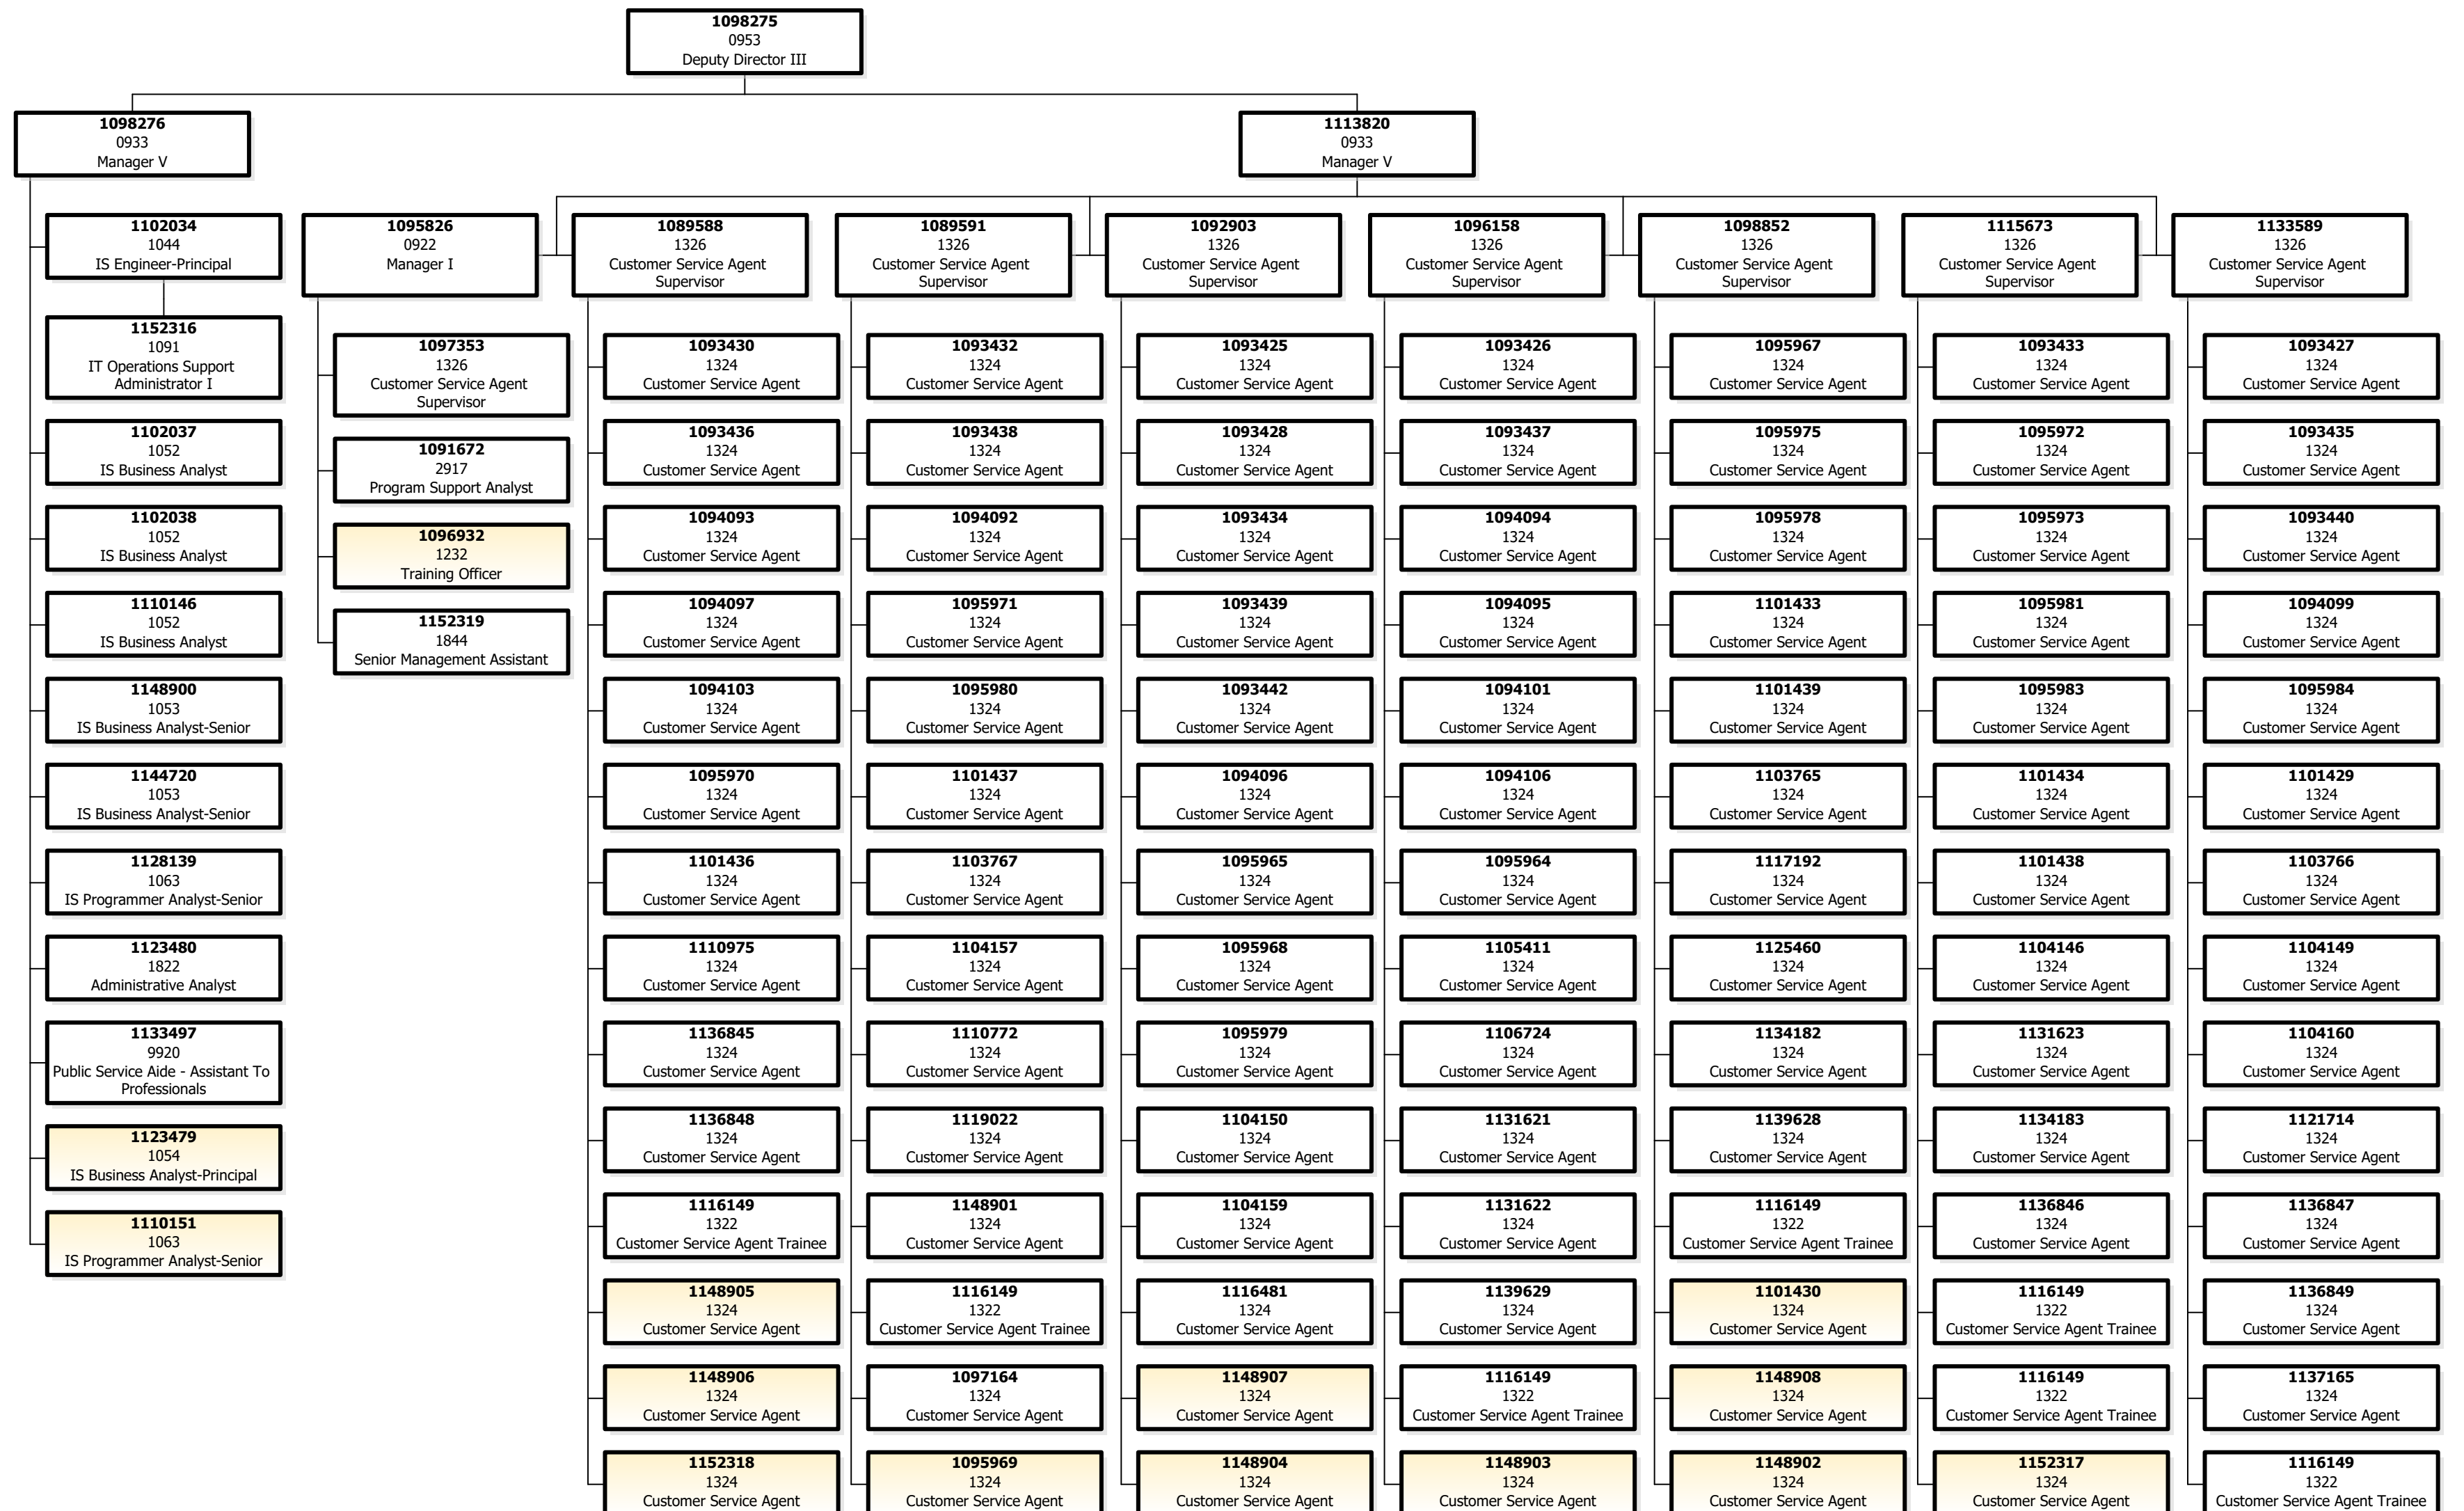 1098275
0953
Deputy Director III
1098276
0933
Manager V
1113820
0933
Manager V
1102034
1044
IS Engineer-Principal
1152316
1091
IT Operations Support
Administrator I
1102037
1052
IS Business Analyst
1102038
1052
IS Business Analyst
1110146
1052
IS Business Analyst
1148900
1053
IS Business Analyst-Senior
1144720
1053
IS Business Analyst-Senior
1128139
1063
IS Programmer Analyst-Senior
1123480
1822
Administrative Analyst
1133497
9920
Public Service Aide - Assistant To
Professionals
1123479
1054
IS Business Analyst-Principal
1110151
1063
IS Programmer Analyst-Senior
1095826
0922
Manager I
1097353
1326
Customer Service Agent
Supervisor
1091672
2917
Program Support Analyst
1096932
1232
Training Officer
1152319
1844
Senior Management Assistant
1089588
1326
Customer Service Agent
Supervisor
1093430
1324
Customer Service Agent
1093436
1324
Customer Service Agent
1094093
1324
Customer Service Agent
1094097
1324
Customer Service Agent
1094103
1324
Customer Service Agent
1095970
1324
Customer Service Agent
1101436
1324
Customer Service Agent
1110975
1324
Customer Service Agent
1136845
1324
Customer Service Agent
1136848
1324
Customer Service Agent
1116149
1322
Customer Service Agent Trainee
1148905
1324
Customer Service Agent
1148906
1324
Customer Service Agent
1152318
1324
Customer Service Agent
1089591
1326
Customer Service Agent
Supervisor
1093432
1324
Customer Service Agent
1093438
1324
Customer Service Agent
1094092
1324
Customer Service Agent
1095971
1324
Customer Service Agent
1095980
1324
Customer Service Agent
1101437
1324
Customer Service Agent
1103767
1324
Customer Service Agent
1104157
1324
Customer Service Agent
1110772
1324
Customer Service Agent
1119022
1324
Customer Service Agent
1148901
1324
Customer Service Agent
1116149
1322
Customer Service Agent Trainee
1097164
1324
Customer Service Agent
1095969
1324
Customer Service Agent
1092903
1326
Customer Service Agent
Supervisor
1093425
1324
Customer Service Agent
1093428
1324
Customer Service Agent
1093434
1324
Customer Service Agent
1093439
1324
Customer Service Agent
1093442
1324
Customer Service Agent
1094096
1324
Customer Service Agent
1095965
1324
Customer Service Agent
1095968
1324
Customer Service Agent
1095979
1324
Customer Service Agent
1104150
1324
Customer Service Agent
1104159
1324
Customer Service Agent
1116481
1324
Customer Service Agent
1148907
1324
Customer Service Agent
1148904
1324
Customer Service Agent
1096158
1326
Customer Service Agent
Supervisor
1093426
1324
Customer Service Agent
1093437
1324
Customer Service Agent
1094094
1324
Customer Service Agent
1094095
1324
Customer Service Agent
1094101
1324
Customer Service Agent
1094106
1324
Customer Service Agent
1095964
1324
Customer Service Agent
1105411
1324
Customer Service Agent
1106724
1324
Customer Service Agent
1131621
1324
Customer Service Agent
1131622
1324
Customer Service Agent
1139629
1324
Customer Service Agent
1116149
1322
Customer Service Agent Trainee
1148903
1324
Customer Service Agent
1098852
1326
Customer Service Agent
Supervisor
1095967
1324
Customer Service Agent
1095975
1324
Customer Service Agent
1095978
1324
Customer Service Agent
1101433
1324
Customer Service Agent
1101439
1324
Customer Service Agent
1103765
1324
Customer Service Agent
1117192
1324
Customer Service Agent
1125460
1324
Customer Service Agent
1134182
1324
Customer Service Agent
1139628
1324
Customer Service Agent
1116149
1322
Customer Service Agent Trainee
1101430
1324
Customer Service Agent
1148908
1324
Customer Service Agent
1148902
1324
Customer Service Agent
1115673
1326
Customer Service Agent
Supervisor
1093433
1324
Customer Service Agent
1095972
1324
Customer Service Agent
1095973
1324
Customer Service Agent
1095981
1324
Customer Service Agent
1095983
1324
Customer Service Agent
1101434
1324
Customer Service Agent
1101438
1324
Customer Service Agent
1104146
1324
Customer Service Agent
1131623
1324
Customer Service Agent
1134183
1324
Customer Service Agent
1136846
1324
Customer Service Agent
1116149
1322
Customer Service Agent Trainee
1116149
1322
Customer Service Agent Trainee
1152317
1324
Customer Service Agent
1133589
1326
Customer Service Agent
Supervisor
1093427
1324
Customer Service Agent
1093435
1324
Customer Service Agent
1093440
1324
Customer Service Agent
1094099
1324
Customer Service Agent
1095984
1324
Customer Service Agent
1101429
1324
Customer Service Agent
1103766
1324
Customer Service Agent
1104149
1324
Customer Service Agent
1104160
1324
Customer Service Agent
1121714
1324
Customer Service Agent
1136847
1324
Customer Service Agent
1136849
1324
Customer Service Agent
1137165
1324
Customer Service Agent
1116149
1322
Customer Service Agent Trainee